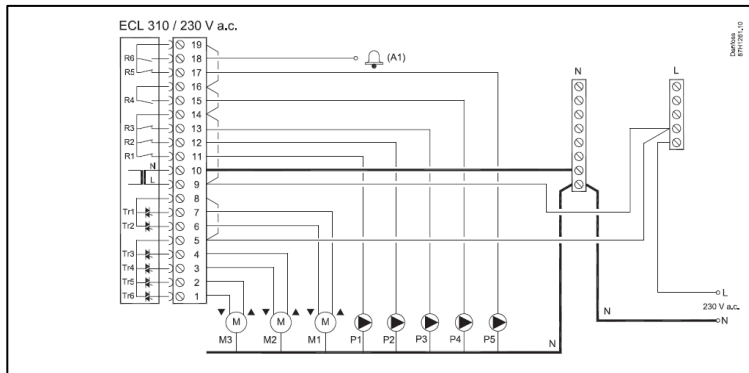 ECL 310 / 230 V a.c.
Danfoss
87H1261.10
19
R6 18 (A1)
R5 17
16
R4 15
14
R3 13
R2 12
R1 11
N 10
L 9
8
Tr1 7
Tr2 6
5
Tr3 4
Tr4 3
Tr5 2
Tr6 1
N L
L
230 V a.c.
N
N
N
M M M
M3 M2 M1 P1 P2 P3 P4 P5